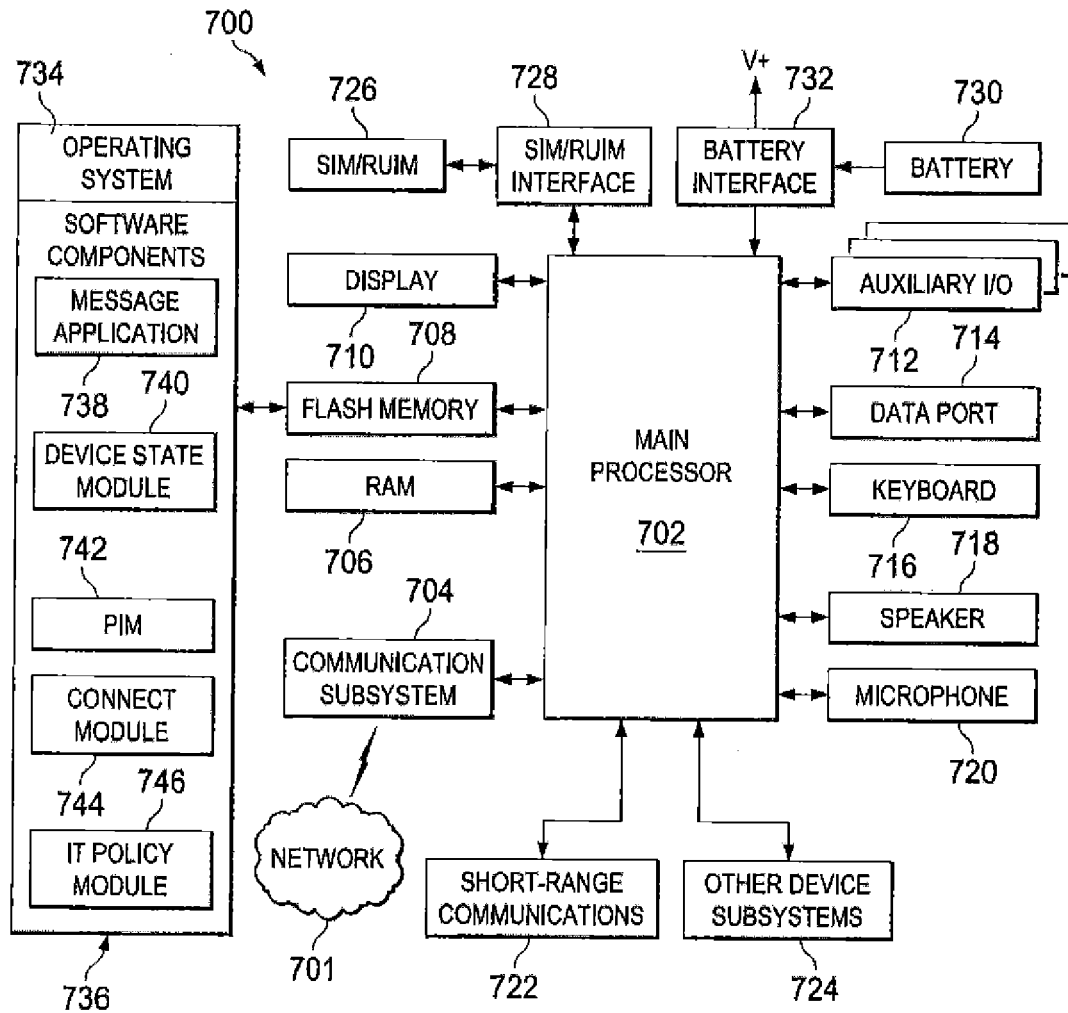 700
734
726
728
V+
732
730
OPERATING
SYSTEM
SIM/RUIM
SIM/RUIM
INTERFACE
BATTERY
INTERFACE
BATTERY
SOFTWARE
COMPONENTS
MESSAGE
APPLICATION
738
740
DEVICE STATE
MODULE
742
PIM
CONNECT
MODULE
744
746
IT POLICY
MODULE
736
DISPLAY
710
708
FLASH MEMORY
RAM
706
704
COMMUNICATION
SUBSYSTEM
NETWORK
701
MAIN
PROCESSOR
702
AUXILIARY I/O
712
714
DATA PORT
KEYBOARD
716
718
SPEAKER
MICROPHONE
720
SHORT-RANGE
COMMUNICATIONS
722
OTHER DEVICE
SUBSYSTEMS
724